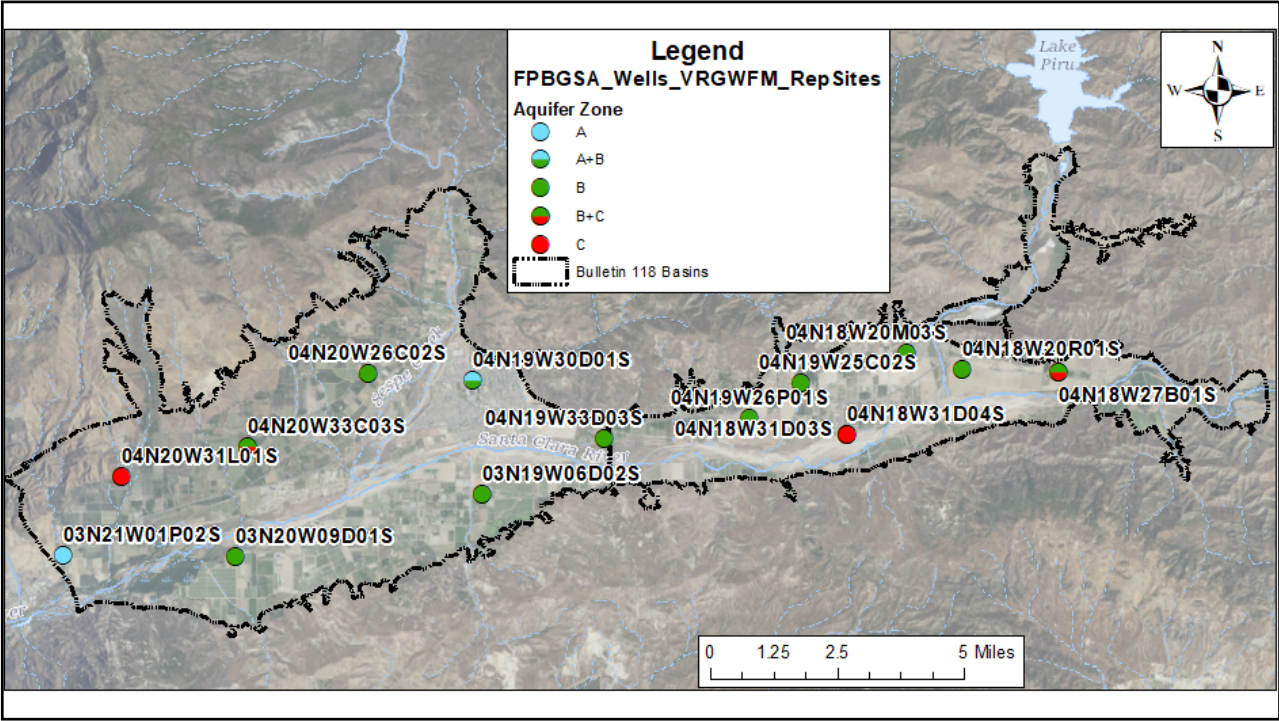 Legend
FPBGSA_Wells_VRGWFM_RepSites
Aquifer Zone
A
A+B
B
B+C
C
Bulletin 118 Basins
Lake
Piru
N
W
E
S
04N18W20M03S
04N20W26C02S
04N19W30D01S
04N19W25C02S
04N18W20R01S
04N19W26P01S
04N18W27B01S
04N19W33D03S
04N18W31D03S
04N18W31D04S
04N20W33C03S
Santa Clara River
04N20W31L01S
03N19W06D02S
03N21W01P02S
03N20W09D01S
0 1.25 2.5 5 Miles